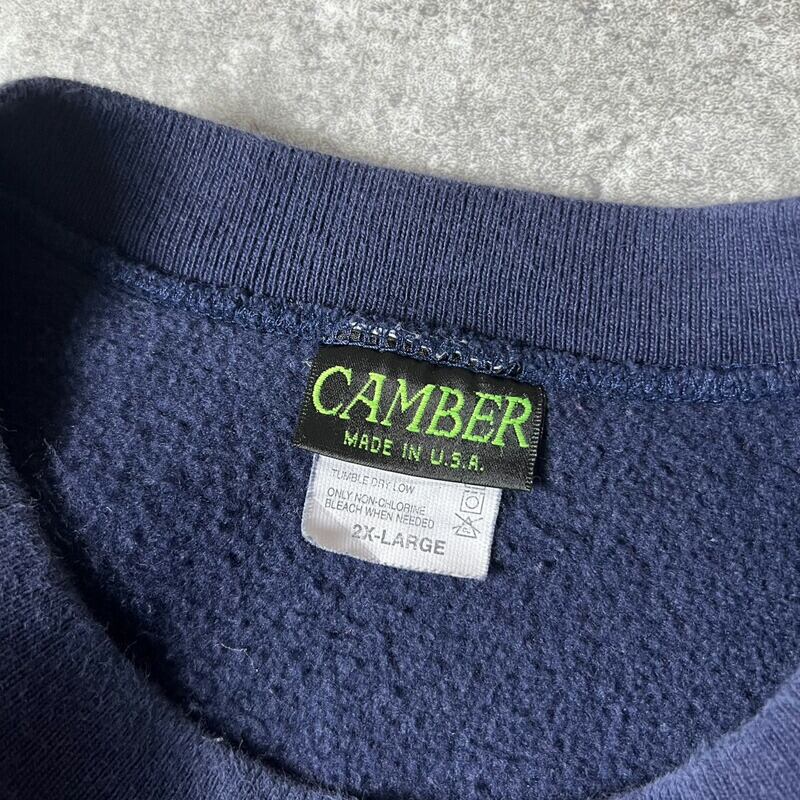 CAMBER
MADE IN U.S.A.
TUMBLE DRY LOW
ONLY NON-CHLORINE
BLEACH WHEN NEEDED
2X-LARGE